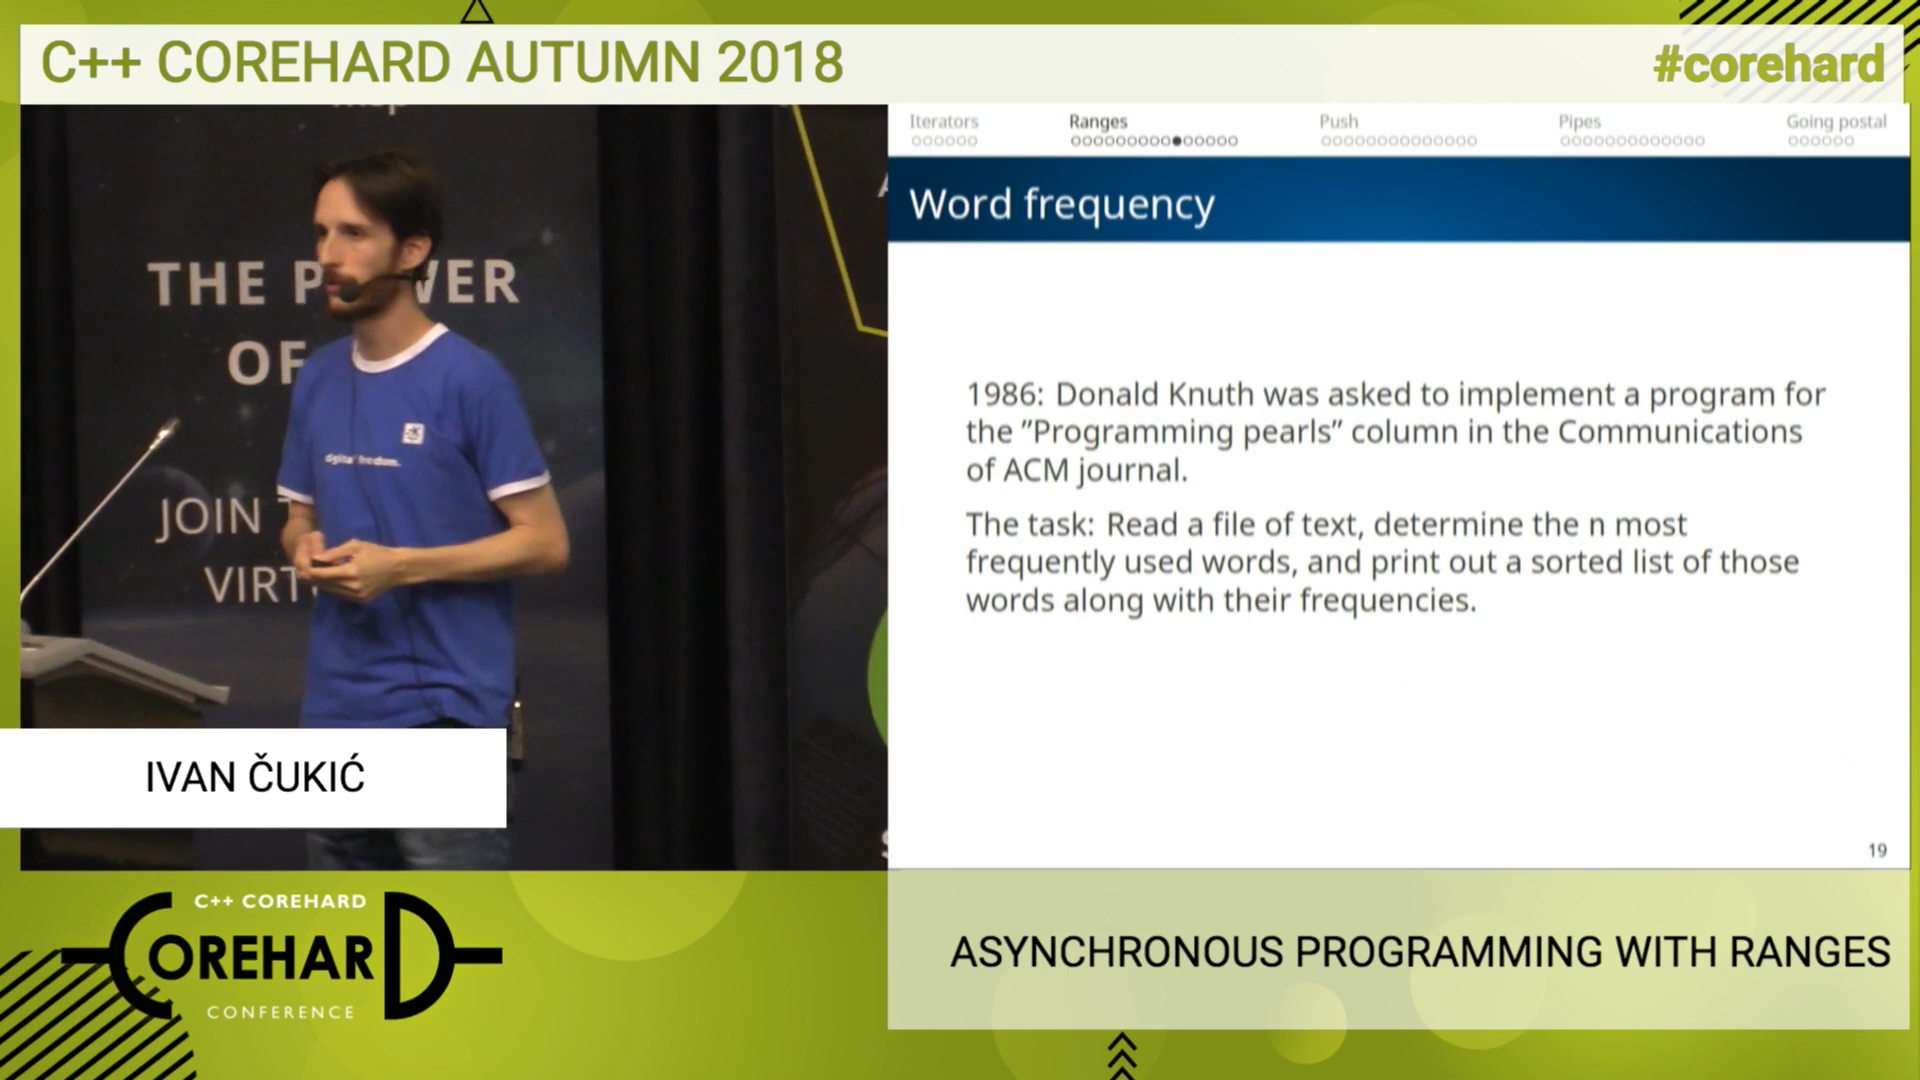 C++ COREHARD AUTUMN 2018
#corehard
Iterators
Ranges
Push
Pipes
Going postal
Word frequency
1986: Donald Knuth was asked to implement a program for
the ”Programming pearls” column in the Communications
of ACM journal.
The task: Read a file of text, determine the n most
frequently used words, and print out a sorted list of those
words along with their frequencies.
19
THE P WER
OF
JOIN
VIRT
digital freedom.
IVAN ČUKIĆ
C++ COREHARD
COREHARD
CONFERENCE
ASYNCHRONOUS PROGRAMMING WITH RANGES